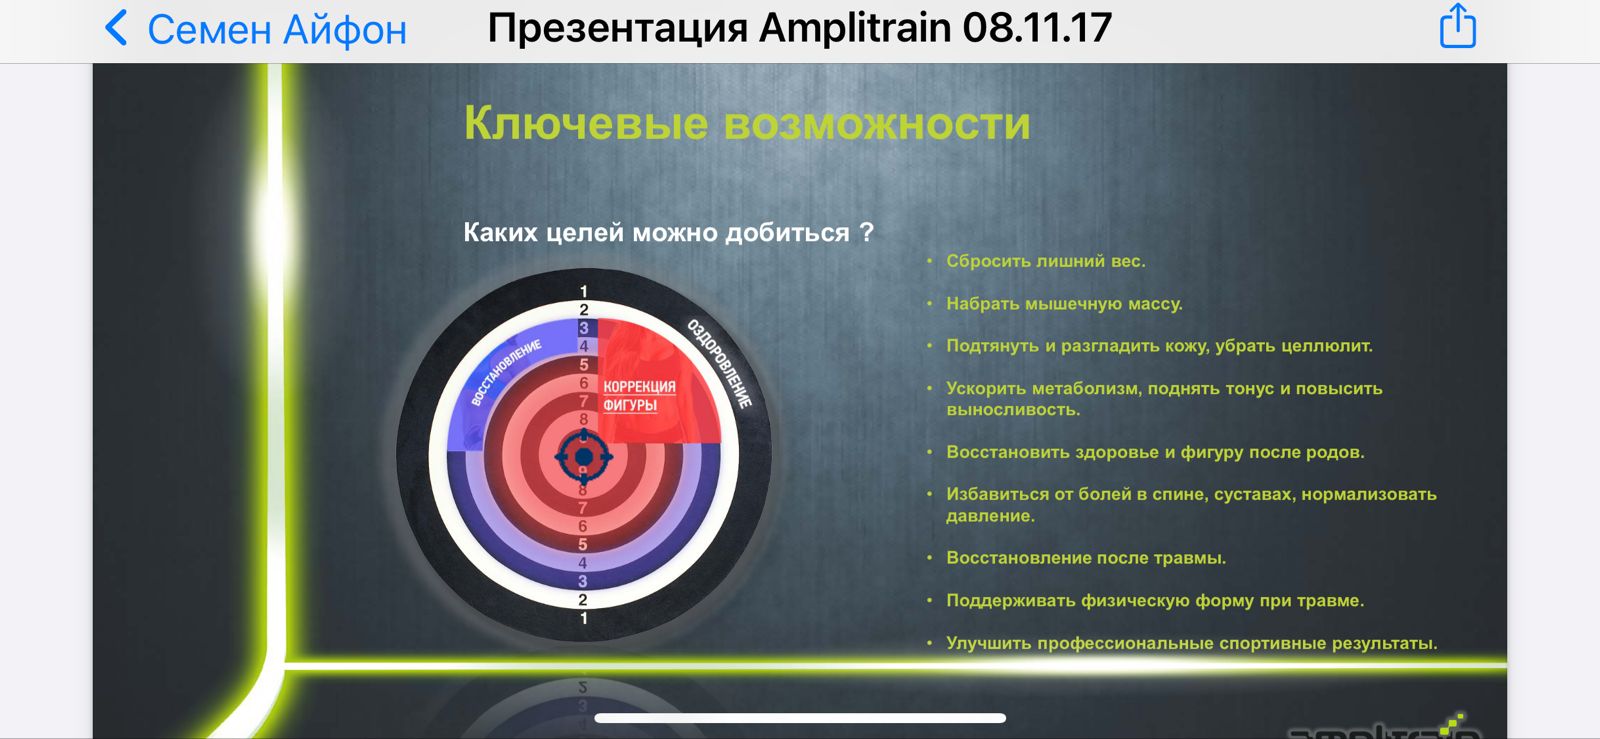 Семен Айфон
Презентация Amplitrain 08.11.17
Ключевые возможности
Каких целей можно добиться ?
1
2
3
4
5
6
7
8
9
8
7
6
5
4
3
2
1
ВОССТАНОВЛЕНИЕ
КОРРЕКЦИЯ
ФИГУРЫ
ОЗДОРОВЛЕНИЕ
• Сбросить лишний вес.
• Набрать мышечную массу.
• Подтянуть и разгладить кожу, убрать целлюлит.
• Ускорить метаболизм, поднять тонус и повысить
выносливость.
• Восстановить здоровье и фигуру после родов.
• Избавиться от болей в спине, суставах, нормализовать
давление.
• Восстановление после травмы.
• Поддерживать физическую форму при травме.
• Улучшить профессиональные спортивные результаты.
amplitrain